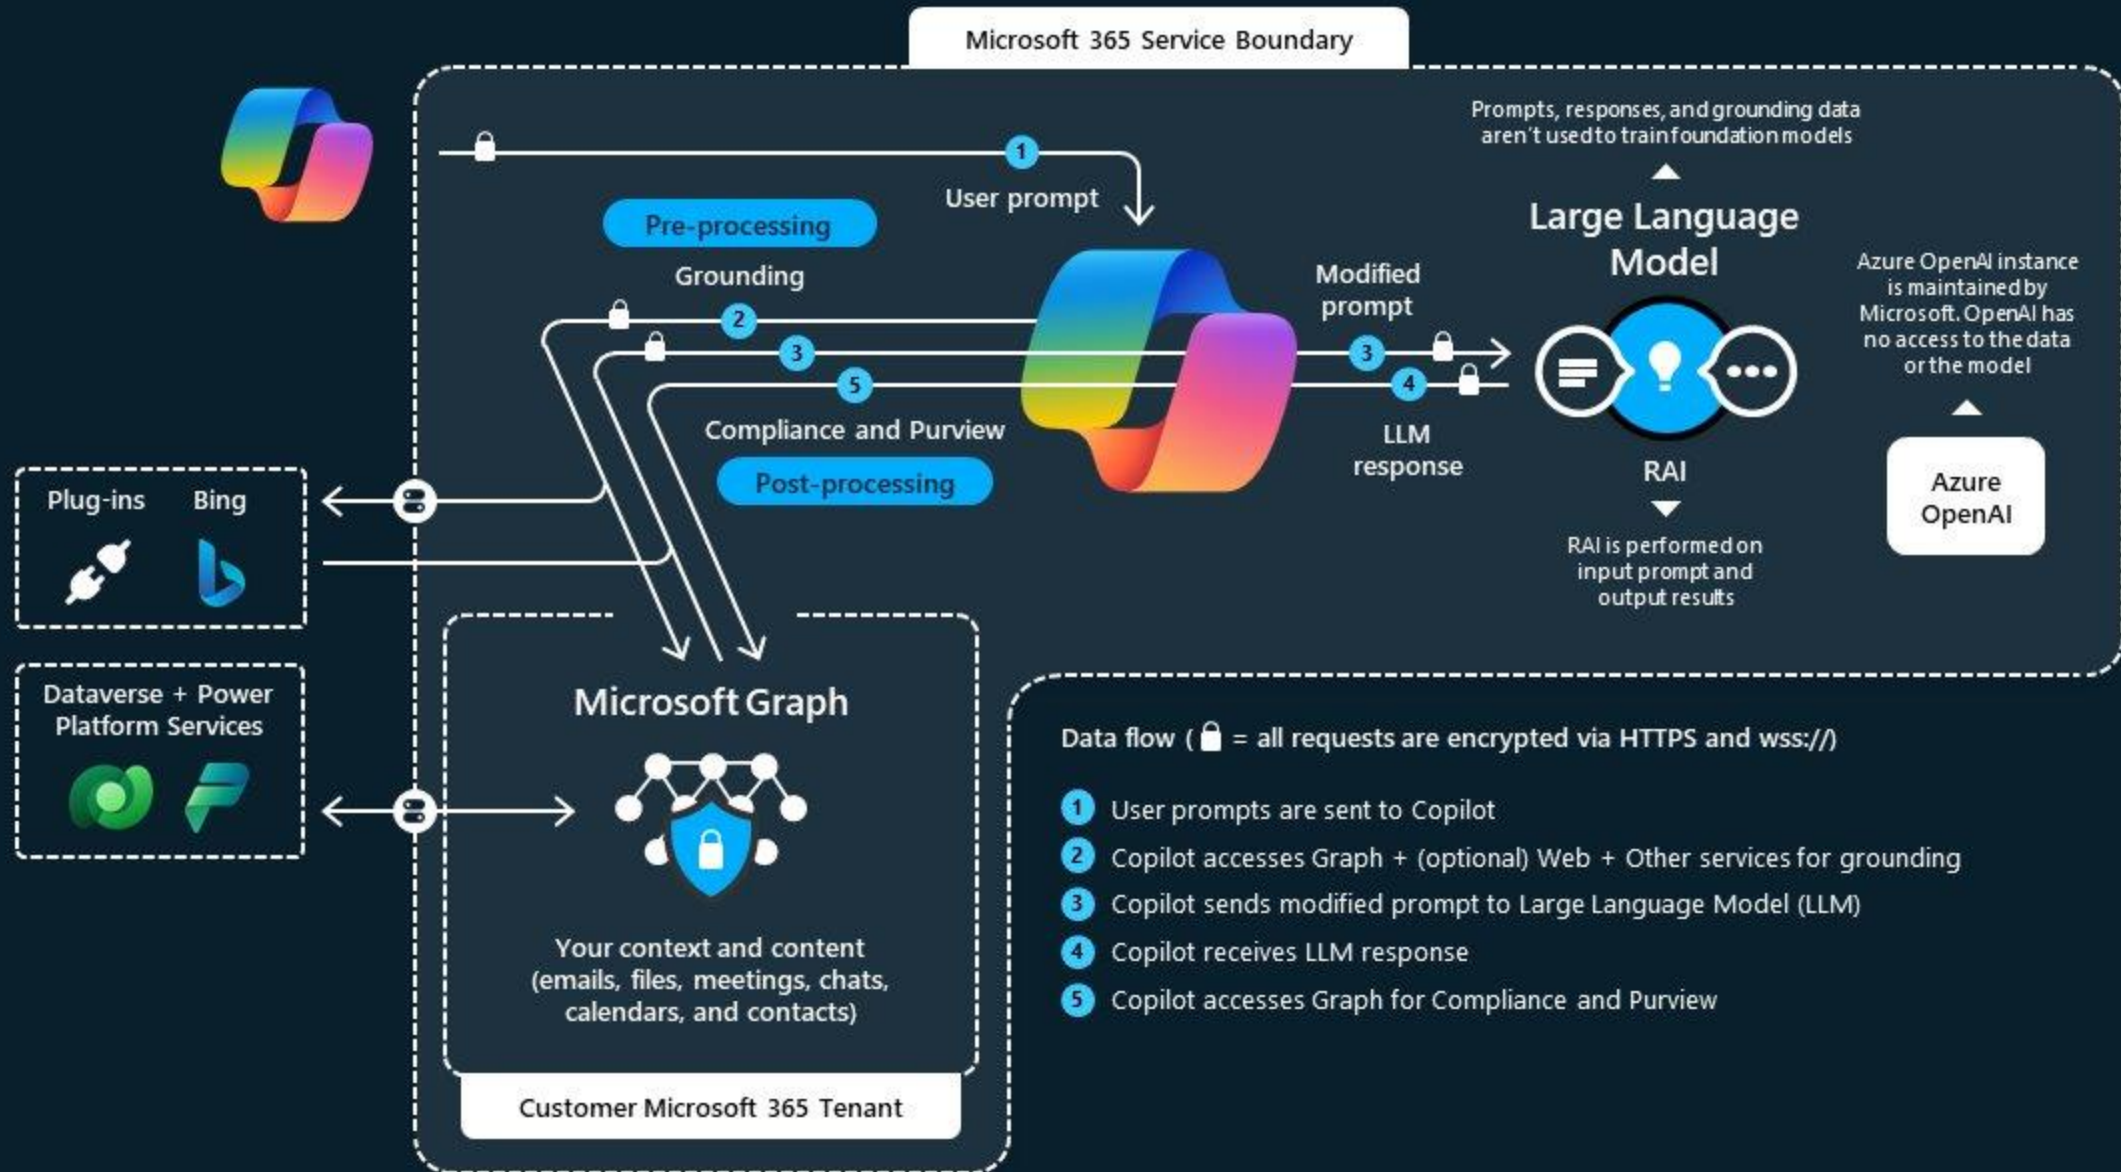 Microsoft 365 Service Boundary
Prompts, responses, and grounding data
aren't used to train foundation models
1
User prompt
Pre-processing
Grounding
2
3
5
Compliance and Purview
Post-processing
Modified
prompt
3
4
LLM
response
Large Language
Model
RAI
RAI is performed on
input prompt and
output results
Azure OpenAI instance
is maintained by
Microsoft. OpenAI has
no access to the data
or the model
Azure
OpenAI
Plug-ins Bing
Dataverse + Power
Platform Services
Microsoft Graph
Your context and content
(emails, files, meetings, chats,
calendars, and contacts)
Customer Microsoft 365 Tenant
Data flow ( = all requests are encrypted via HTTPS and wss://)
1 User prompts are sent to Copilot
2 Copilot accesses Graph + (optional) Web + Other services for grounding
3 Copilot sends modified prompt to Large Language Model (LLM)
4 Copilot receives LLM response
5 Copilot accesses Graph for Compliance and Purview